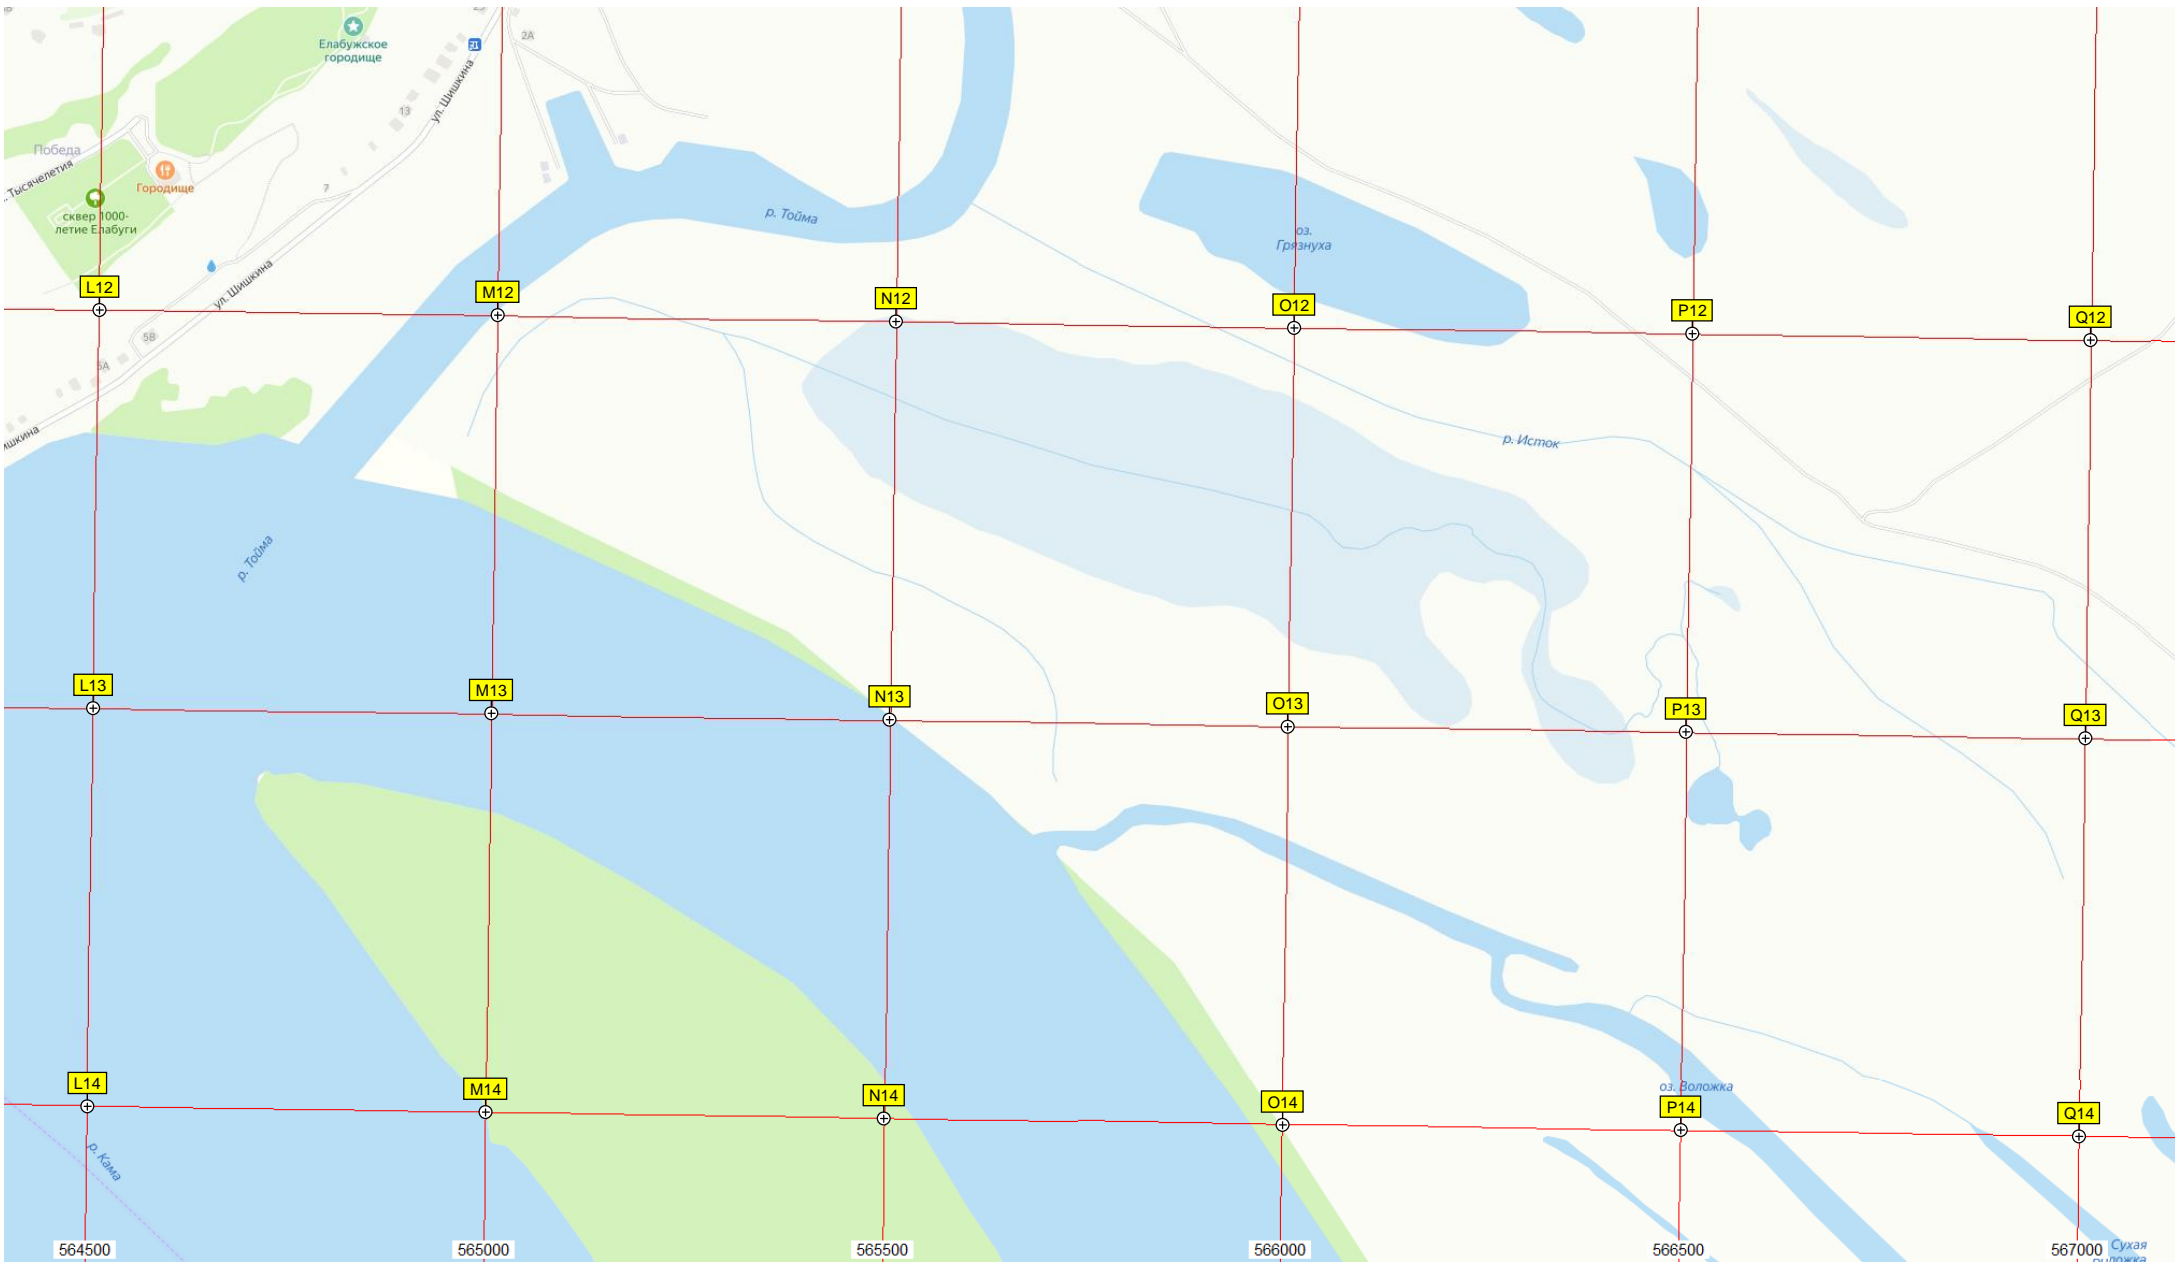 2А
Елабужское
городище
ул. Шишкина
13
Победа
Тысячелетия
Городище
7
сквер 1000-
летие Елабуги
р. Тойма
оз.
Грязнуха
ул. Шишкина
L12
M12
N12
O12
P12
Q12
5В
5А
р. Исток
р. Тойма
L13
M13
N13
O13
P13
Q13
L14
M14
N14
O14
P14
Q14
оз. Воложка
р. Кама
564500
565000
565500
566000
566500
567000
Сухая